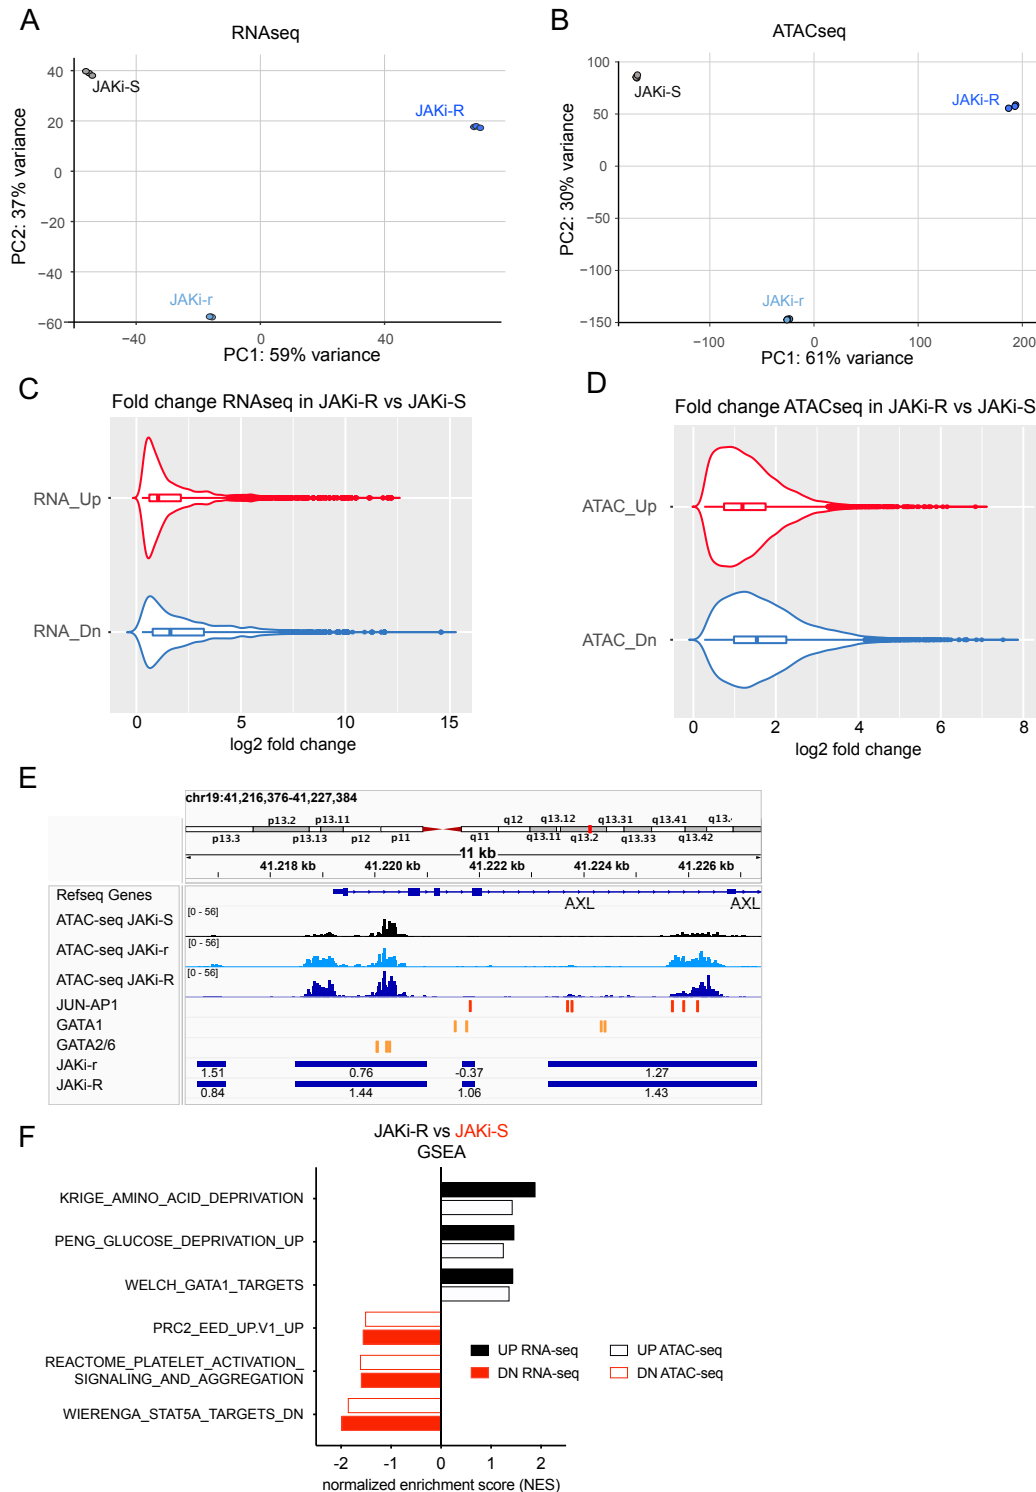 A
RNAseq
40
20
0
−20
−40
−60
−40
0
40
PC2: 37% variance
PC1: 59% variance
JAKi-S
JAKi-R
JAKi-r
B
ATACseq
100
50
0
−50
−100
−150
−100
0
100
200
PC2: 30% variance
PC1: 61% variance
JAKi-S
JAKi-R
JAKi-r
C
Fold change RNAseq in JAKi-R vs JAKi-S
RNA_Up
RNA_Dn
0 5 10 15
log2 fold change
D
Fold change ATACseq in JAKi-R vs JAKi-S
ATAC_Up
ATAC_Dn
0 2 4 6 8
log2 fold change
E
chr19:41,216,376-41,227,384
p13.2 p13.11 q12 q13.12 q13.31 q13.41 q13.
p13.3 p13.13 p12 p11 q11 q13.11 q13.2 q13.33 q13.42
11 kb
41.218 kb 41.220 kb 41.222 kb 41.224 kb 41.226 kb
Refseq Genes
AXL AXL
ATAC-seq JAKi-S [0 - 56]
ATAC-seq JAKi-r [0 - 56]
ATAC-seq JAKi-R [0 - 56]
JUN-AP1
GATA1
GATA2/6
JAKi-r
1.51 0.76 -0.37 1.27
JAKi-R
0.84 1.44 1.06 1.43
F
JAKi-R vs JAKi-S
GSEA
KRIGE_AMINO_ACID_DEPRIVATION
PENG_GLUCOSE_DEPRIVATION_UP
WELCH_GATA1_TARGETS
PRC2_EED_UP.V1_UP
REACTOME_PLATELET_ACTIVATION_
SIGNALING_AND_AGGREGATION
WIERENGA_STAT5A_TARGETS_DN
UP RNA-seq UP ATAC-seq
DN RNA-seq DN ATAC-seq
-2 -1 0 1 2
normalized enrichment score (NES)